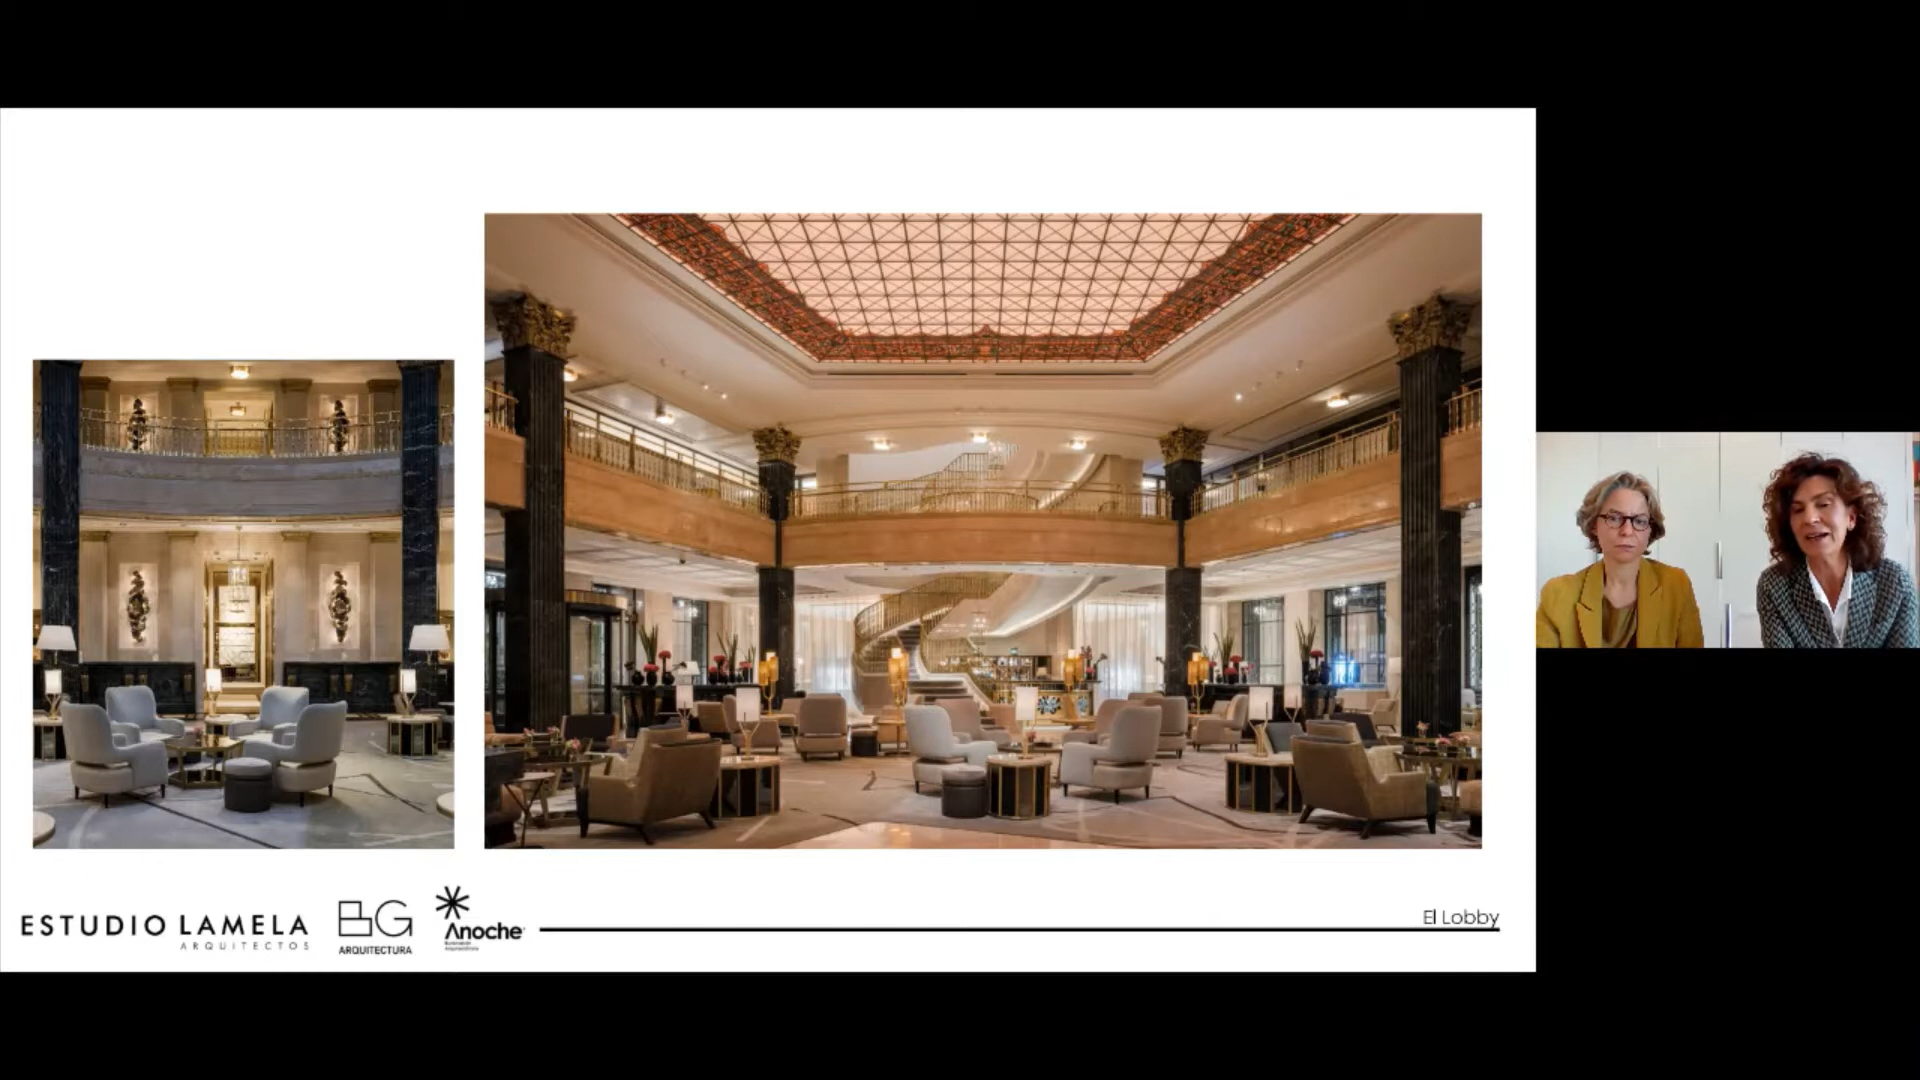 ESTUDIO LAMELA
ARQUITECTOS
BG
ARQUITECTURA
Anoche
El Lobby